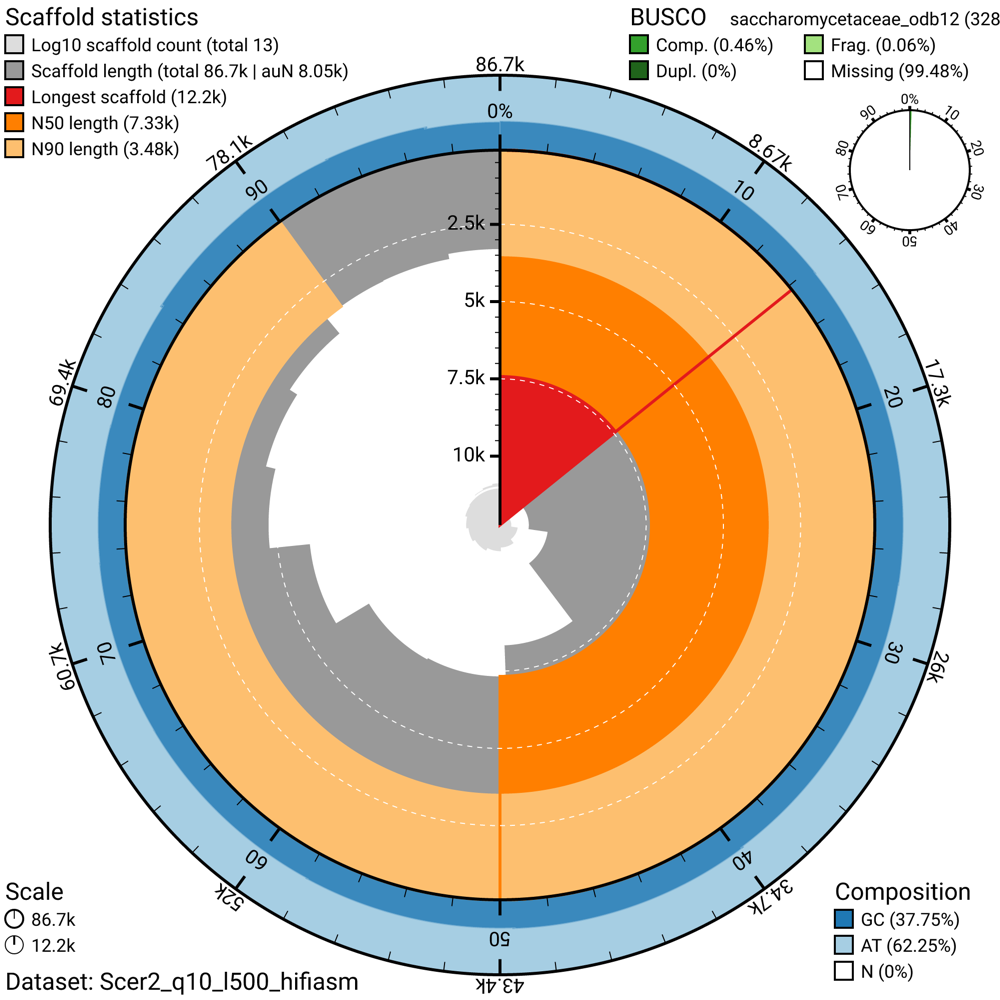 Scaffold statistics
Log10 scaffold count (total 13)
Scaffold length (total 86.7k | auN 8.05k)
Longest scaffold (12.2k)
N50 length (7.33k)
N90 length (3.48k)
BUSCO saccharomycetaceae_odb12 (328
Comp. (0.46%) Frag. (0.06%)
Dupl. (0%) Missing (99.48%)
0%
10
20
30
40
50
60
70
80
90
86.7k
8.67k
17.3k
26k
34.7k
43.4k
52k
60.7k
69.4k
78.1k
0%
10
20
30
40
50
60
70
80
90
2.5k
5k
7.5k
10k
Scale
86.7k
12.2k
Dataset: Scer2_q10_l500_hifiasm
Composition
GC (37.75%)
AT (62.25%)
N (0%)